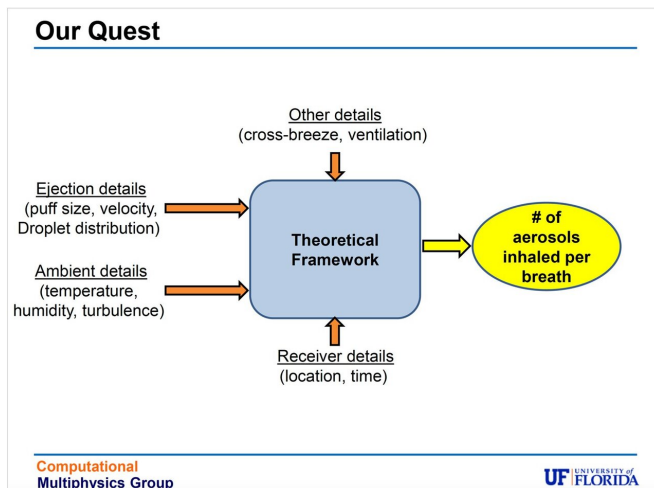 Our Quest
Other details
(cross-breeze, ventilation)
Ejection details
(puff size, velocity,
Droplet distribution)
Ambient details
(temperature,
humidity, turbulence)
Theoretical
Framework
# of
aerosols
inhaled per
breath
Receiver details
(location, time)
Computational
Multiphysics Group
UF UNIVERSITY of
FLORIDA